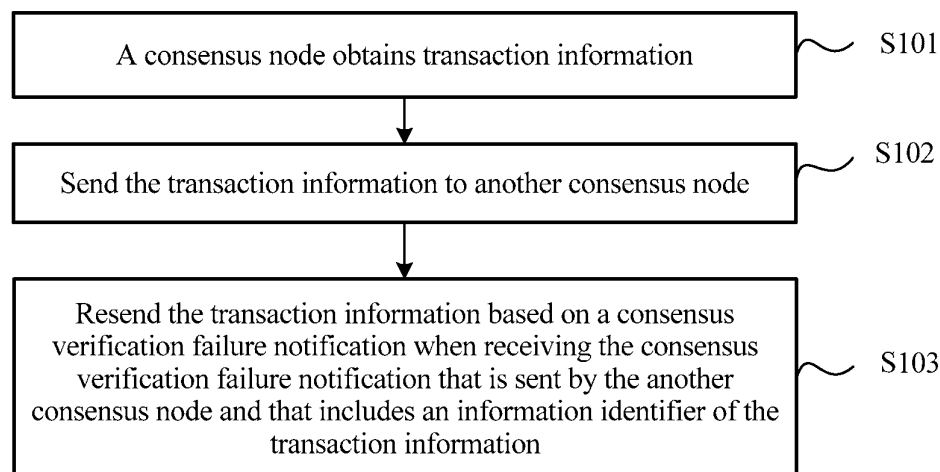 A consensus node obtains transaction information
S101
Send the transaction information to another consensus node
S102
Resend the transaction information based on a consensus
verification failure notification when receiving the consensus
verification failure notification that is sent by the another
consensus node and that includes an information identifier of the
transaction information
S103